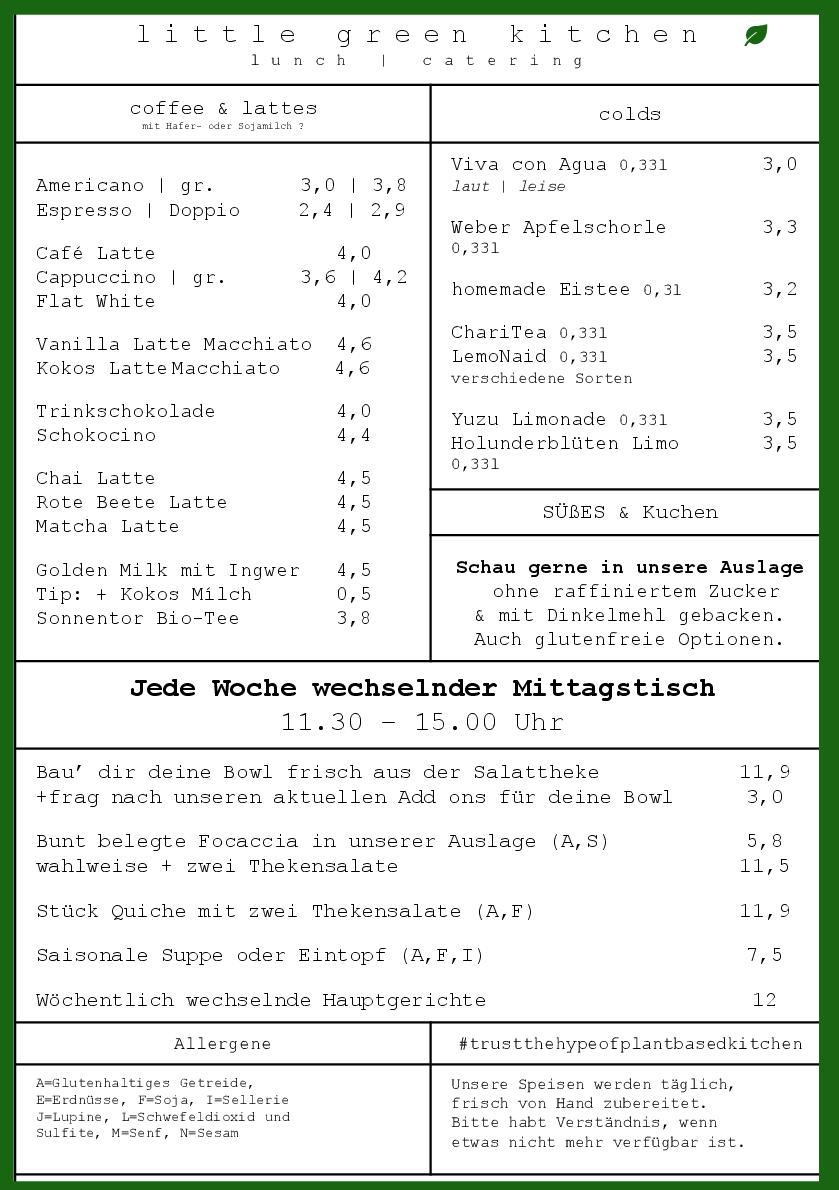 little green kitchen
lunch | catering
coffee & lattes
mit Hafer- oder Sojamilch ?
Americano | gr. 3,0 | 3,8
Espresso | Doppio 2,4 | 2,9
Café Latte 4,0
Cappuccino | gr. 3,6 | 4,2
Flat White 4,0
Vanilla Latte Macchiato 4,6
Kokos Latte Macchiato 4,6
Trinkschokolade 4,0
Schokocino 4,4
Chai Latte 4,5
Rote Beete Latte 4,5
Matcha Latte 4,5
Golden Milk mit Ingwer 4,5
Tip: + Kokos Mílch 0,5
Sonnentor Bio-Tee 3,8
colds
Viva con Agua 0,33l 3,0
laut | leise
Weber Apfelschorle 3,3
0,33l
homemade Eistee 0,3l 3,2
ChariTea 0,33l 3,5
LemoNaid 0,33l 3,5
verschiedene Sorten
Yuzu Limonade 0,33l 3,5
Holunderblüten Limo 3,5
0,33l
SÜßES & Kuchen
Schau gerne in unsere Auslage
ohne raffiniertem Zucker
& mit Dinkelmehl gebacken.
Auch glutenfreie Optionen.
Jede Woche wechselnder Mittagstisch
11.30 – 15.00 Uhr
Bau’ dir deine Bowl frisch aus der Salattheke 11,9
+frag nach unseren aktuellen Add ons für deine Bowl 3,0
Bunt belegte Focaccia in unserer Auslage (A,S) 5,8
wahlweise + zwei Thekensalate 11,5
Stück Quiche mit zwei Thekensalate (A,F) 11,9
Saisonale Suppe oder Eintopf (A,F,I) 7,5
Wöchentlich wechselnde Hauptgerichte 12
Allergene
A=Glutenhaltiges Getreide,
E=Erdnüsse, F=Soja, I=Sellerie
J=Lupine, L=Schwefeldioxid und
Sulfite, M=Senf, N=Sesam
#trustthehypeofplantbasedkitchen
Unsere Speisen werden täglich,
frisch von Hand zubereitet.
Bitte habt Verständnis, wenn
etwas nicht mehr verfügbar ist.